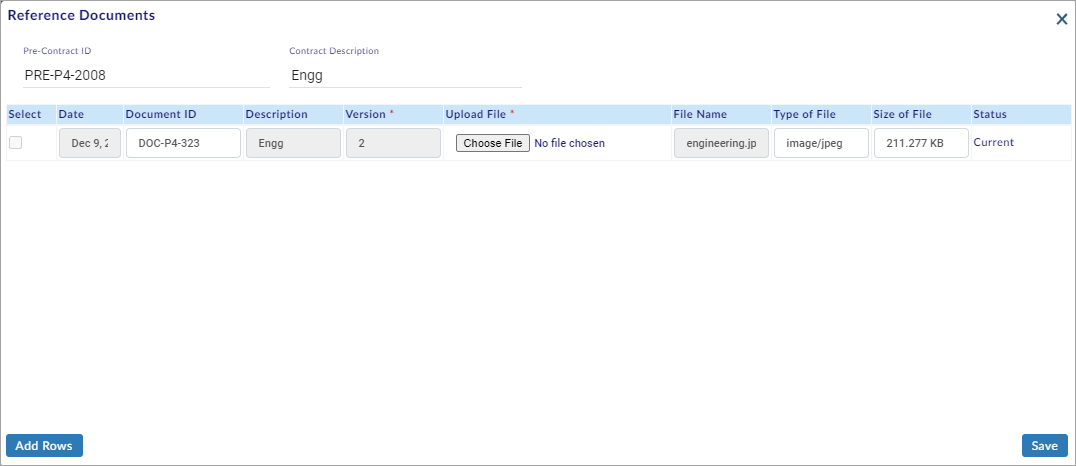 Reference Documents
X
Pre-Contract ID
Contract Description
PRE-P4-2008
Engg
Select Date Document ID Description Version * Upload File * File Name Type of File Size of File Status
Dec 9, 2 DOC-P4-323 Engg 2 Choose File No file chosen engineering.jp image/jpeg 211.277 KB Current
Add Rows
Save